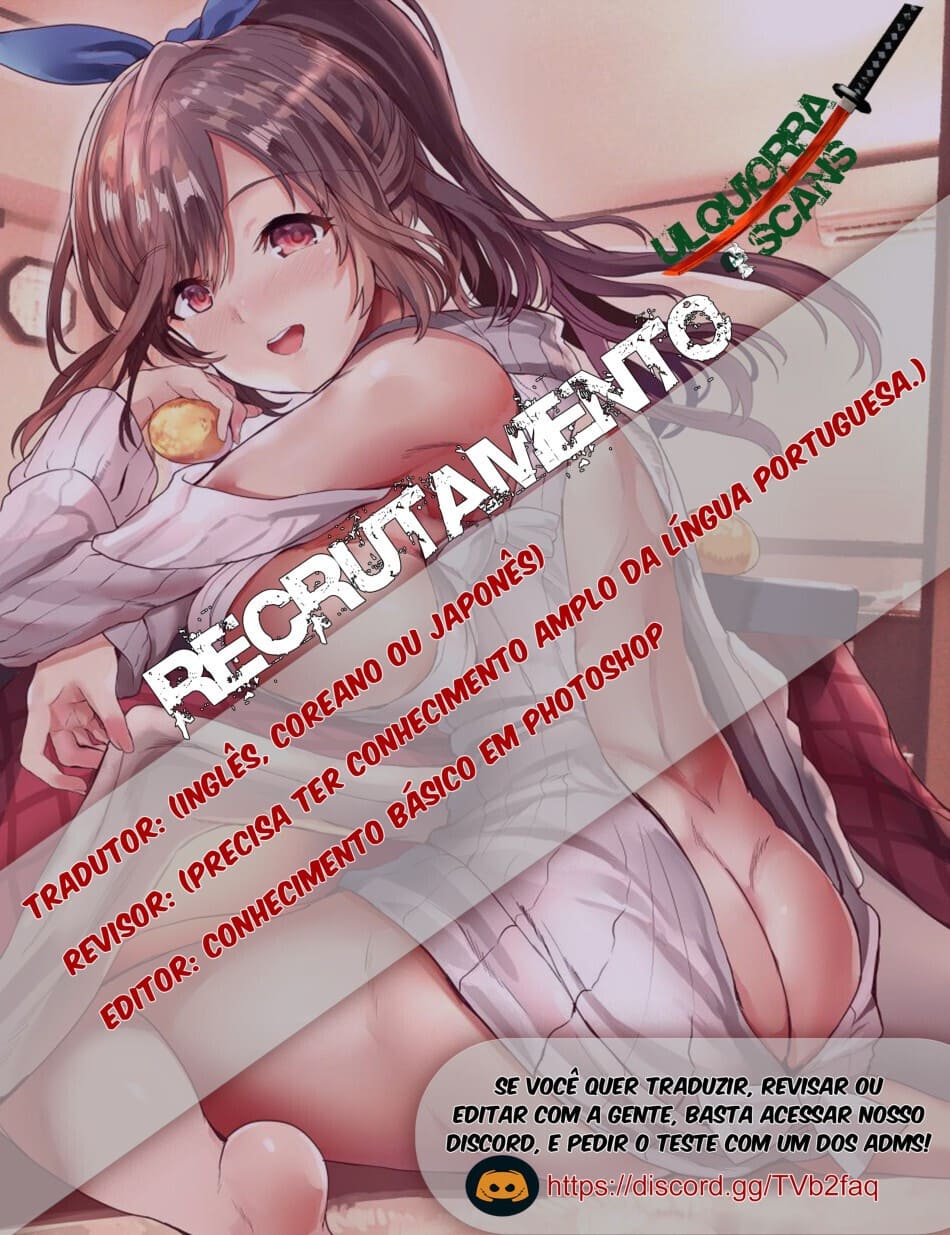 ULQUIORRA
SCANS
RECRUTAMENTO
TRADUTOR: (INGLÊS, COREANO OU JAPONÊS)
REVISOR: (PRECISA TER CONHECIMENTO AMPLO DA LÍNGUA PORTUGUESA.)
EDITOR: CONHECIMENTO BÁSICO EM PHOTOSHOP
SE VOCÊ QUER TRADUZIR, REVISAR OU
EDITAR COM A GENTE, BASTA ACESSAR NOSSO
DISCORD, E PEDIR O TESTE COM UM DOS ADMS!
https://discord.gg/TVb2faq